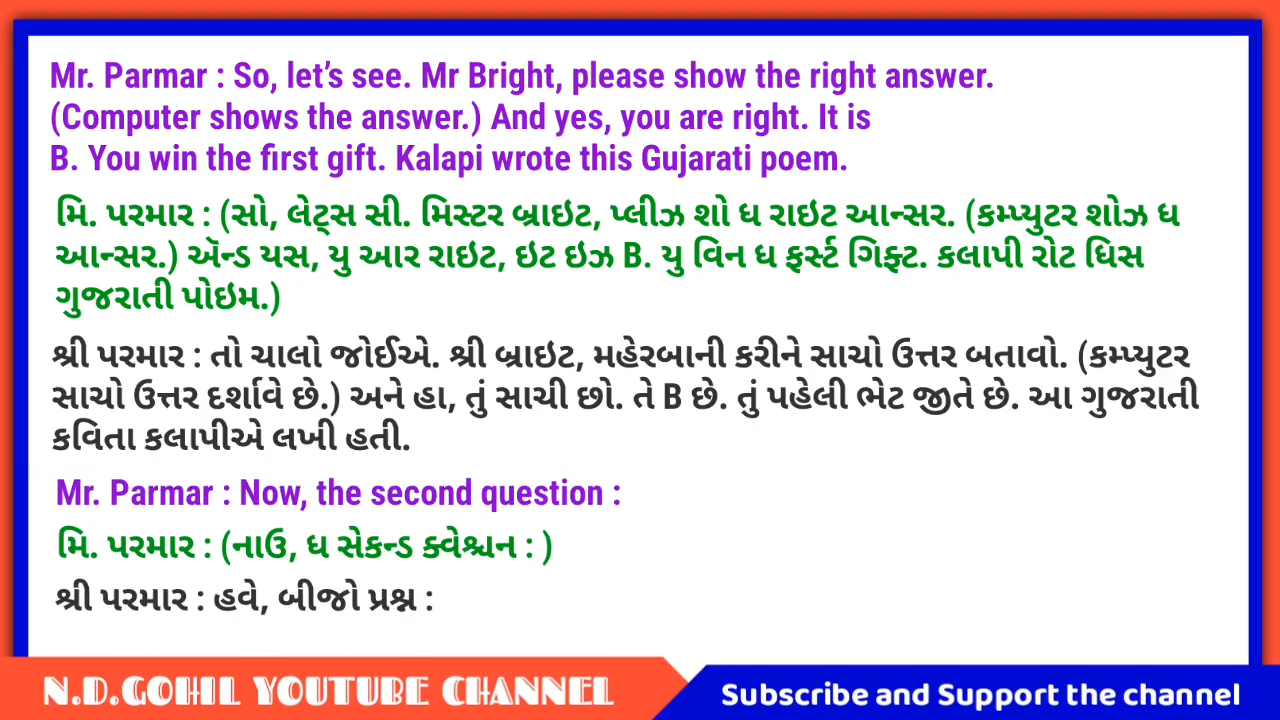 Mr. Parmar : So, let’s see. Mr Bright, please show the right answer.
(Computer shows the answer.) And yes, you are right. It is
B. You win the first gift. Kalapi wrote this Gujarati poem.
મિ. પરમાર : (સો, લેટ્સ સી. મિસ્ટર બ્રાઇટ, પ્લીઝ શો ધ રાઇટ આન્સર. (કમ્પ્યુટર શોઝ ધ
આન્સર.) ઍન્ડ યસ, યુ આર રાઇટ, ઇટ ઇઝ B. યુ વિન ધ ફર્સ્ટ ગિફ્ટ. કલાપી રોટ ધિસ
ગુજરાતી પોઇમ.)
શ્રી પરમાર : તો ચાલો જોઈએ. શ્રી બ્રાઇટ, મહેરબાની કરીને સાચો ઉત્તર બતાવો. (કમ્પ્યુટર
સાચો ઉત્તર દર્શાવે છે.) અને હા, તું સાચી છો. તે B છે. તું પહેલી ભેટ જીતે છે. આ ગુજરાતી
કવિતા કલાપીએ લખી હતી.
Mr. Parmar : Now, the second question :
મિ. પરમાર : (નાઉ, ધ સેકન્ડ ક્વેશ્ચન : )
શ્રી પરમાર : હવે, બીજો પ્રશ્ન :
N.D.GOHIL YOUTUBE CHANNEL
Subscribe and Support the channel